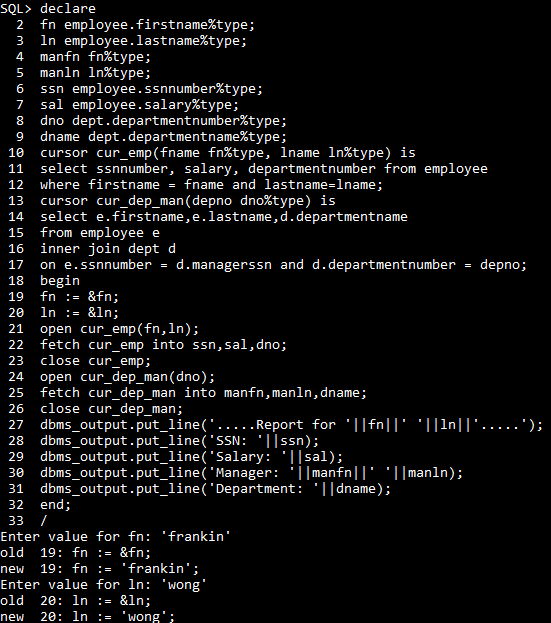 SQL> declare
2 fn employee.firstname%type;
3 ln employee.lastname%type;
4 manfn fn%type;
5 manln ln%type;
6 ssn employee.ssnnumber%type;
7 sal employee.salary%type;
8 dno dept.departmentnumber%type;
9 dname dept.departmentname%type;
10 cursor cur_emp(fname fn%type, lname ln%type) is
11 select ssnnumber, salary, departmentnumber from employee
12 where firstname = fname and lastname=lname;
13 cursor cur_dep_man(depno dno%type) is
14 select e.firstname,e.lastname,d.departmentname
15 from employee e
16 inner join dept d
17 on e.ssnnumber = d.managerssn and d.departmentnumber = depno;
18 begin
19 fn := &fn;
20 ln := &ln;
21 open cur_emp(fn,ln);
22 fetch cur_emp into ssn,sal,dno;
23 close cur_emp;
24 open cur_dep_man(dno);
25 fetch cur_dep_man into manfn,manln,dname;
26 close cur_dep_man;
27 dbms_output.put_line('.....Report for '||fn||' '||ln||'.....');
28 dbms_output.put_line('SSN: '||ssn);
29 dbms_output.put_line('Salary: '||sal);
30 dbms_output.put_line('Manager: '||manfn||' '||manln);
31 dbms_output.put_line('Department: '||dname);
32 end;
33 /
Enter value for fn: 'frankin'
old 19: fn := &fn;
new 19: fn := 'frankin';
Enter value for ln: 'wong'
old 20: ln := &ln;
new 20: ln := 'wong';